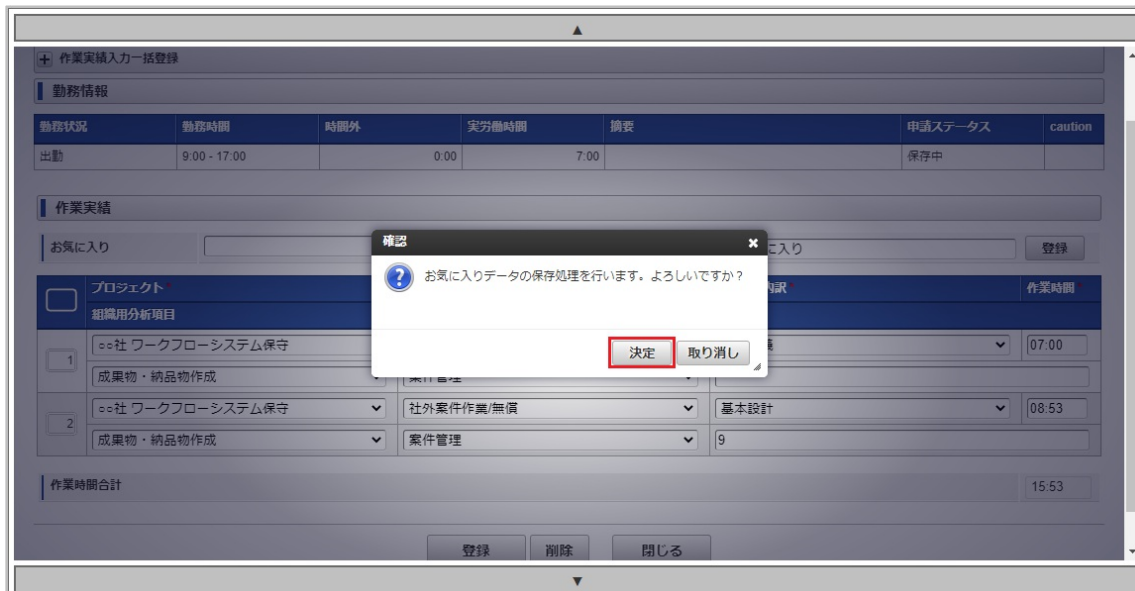 ▲
作業実績入力一括登録
勤務情報
勤務状況 勤務時間 時間外 実労働時間 摘要 申請ステータス caution
出勤 9:00 - 17:00 0:00 7:00 保存中
作業実績
お気に入り に入り 登録
確認
お気に入りデータの保存処理を行います。よろしいですか?
決定 取り消し
プロジェクト* 内訳* 作業時間*
組織用分析項目
1 ○○社 ワークフローシステム保守 07:00
成果物・納品物作成 案件管理
2 ○○社 ワークフローシステム保守 社外案件作業/無償 基本設計 08:53
成果物・納品物作成 案件管理 9
作業時間合計 15:53
登録 削除 閉じる
▼